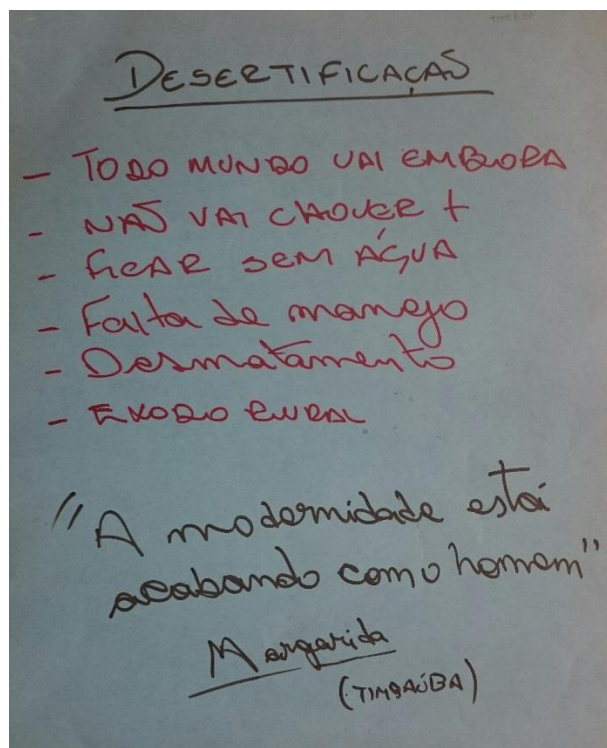 DESERTIFICAÇÃO
- TODO MUNDO VAI EMBORA
- NÃO VAI CHOVER +
- FICAR SEM ÁGUA
- Falta de manejo
- Desmatamento
- EXODO RURAL
"A modernidade está
acabando com o homem"
Margarida
(TIMBAÚBA)